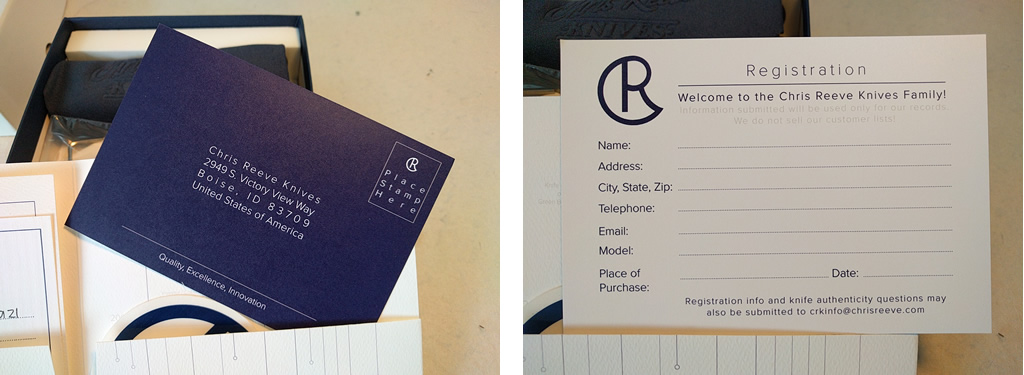 Chris Reeve Knives
2949 S. Victory View Way
Boise, ID 83709
United States of America
Place
Stamp
Here
Quality, Excellence, Innovation
Registration
Welcome to the Chris Reeve Knives Family!
Information submitted will be used only for our records.
We do not sell our customer lists!
Name:
Address:
City, State, Zip:
Telephone:
Email:
Model:
Place of Purchase:
Date:
Registration info and knife authenticity questions may
also be submitted to crkinfo@chrisreeve.com